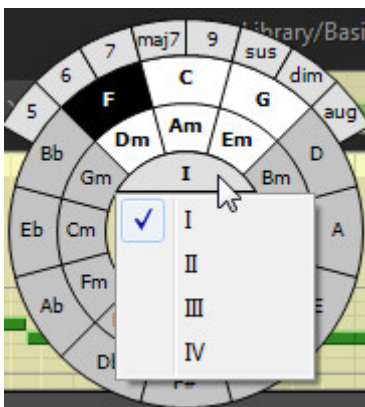 Library/Basi
5 6 7 maj7 9 sus dim aug
F C G
Dm Am Em
Bb Gm I Bm D
Eb Cm A
Ab Fm
I
II
III
IV